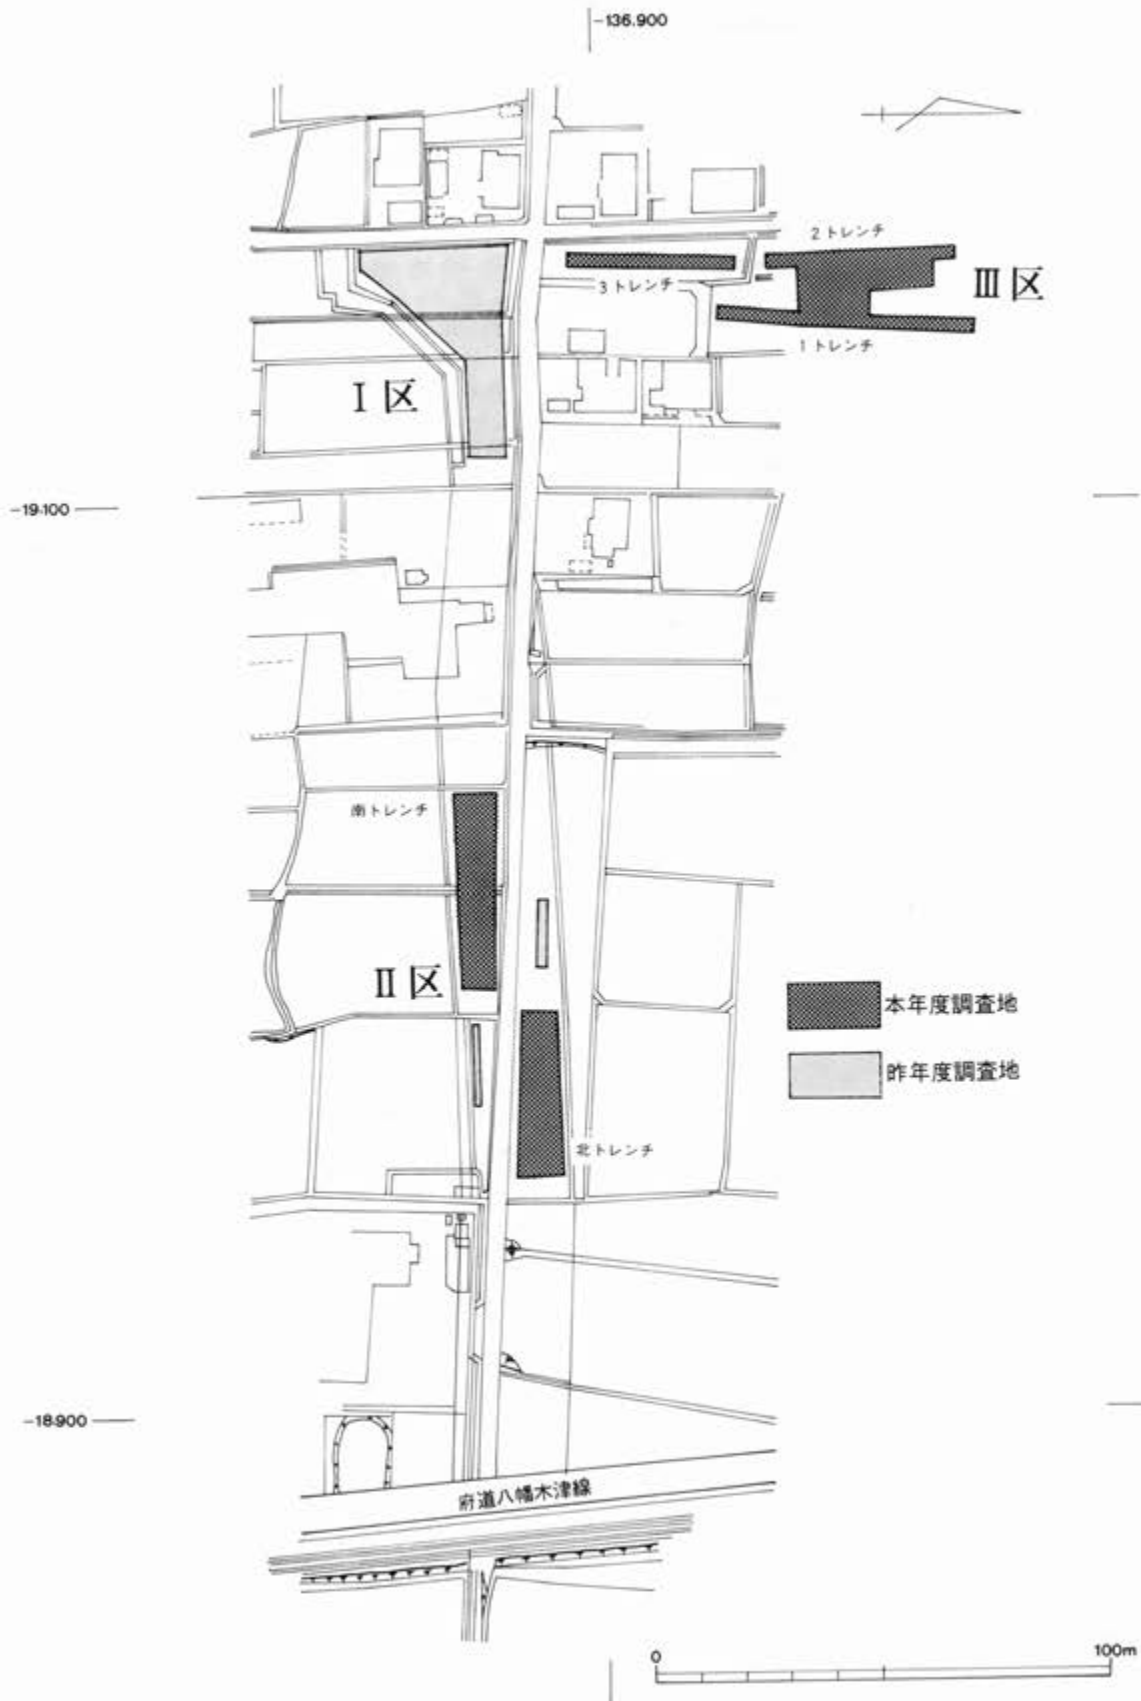 -136.900
2トレンチ
3トレンチ
III区
1トレンチ
I区
-19.100
南トレンチ
II区
本年度調査地
昨年度調査地
北トレンチ
-18.900
府道八幡木津線
0
100m